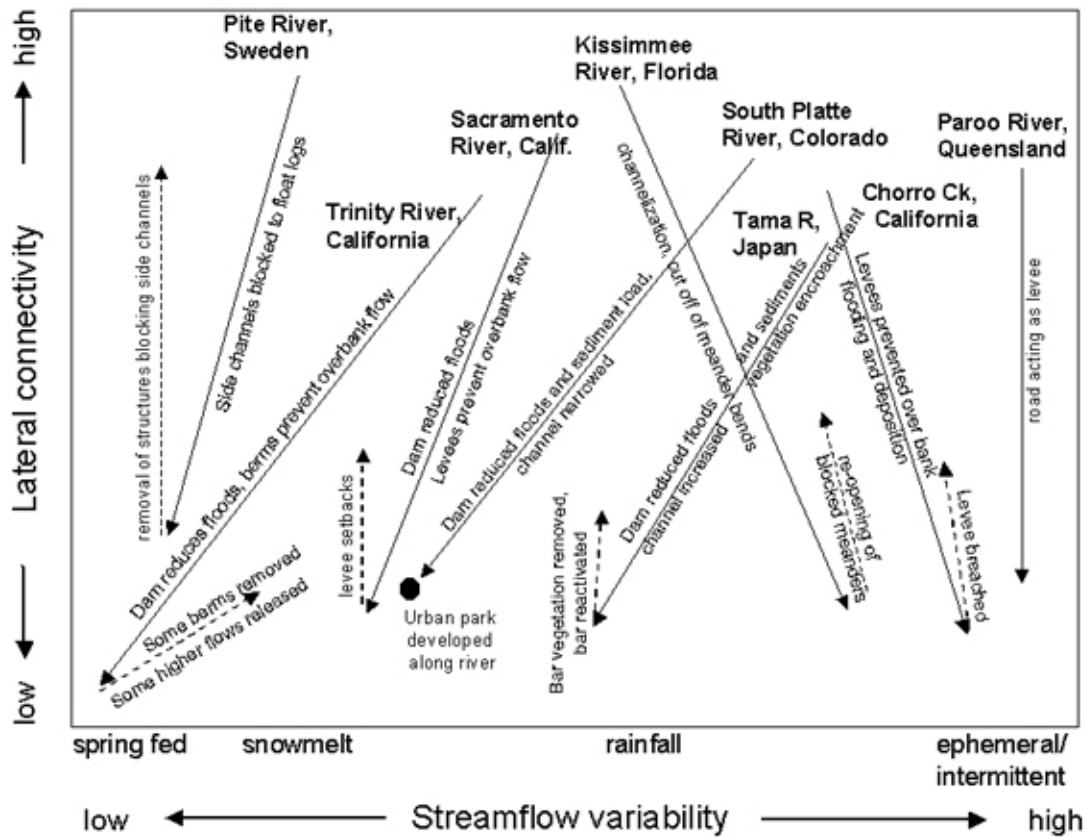 high
Lateral connectivity
low
Pite River,
Sweden
Kissimmee
River, Florida
Sacramento
River, Calif.
South Platte
River, Colorado
Paroo River,
Queensland
Trinity River,
California
Tama R,
Japan
Chorro Ck,
California
removal of structures blocking side channels
Side channels blocked to float logs
Dam reduces floods, berms prevent overbank flow
Some berms removed
Some higher flows released
levee setbacks
Dam reduced floods
Levees prevent overbank flow
Dam reduced floods and sediment load,
channel narrowed
Urban park
developed
along river
channelization, cut off of meander bends
Bar vegetation removed,
bar reactivated
Dam reduced floods and sediments
channel increased vegetation encroachment
re-opening of
blocked meanders
Levees prevented over bank
flooding and deposition
Levee breached
road acting as levee
spring fed
snowmelt
rainfall
ephemeral/
intermittent
low
Streamflow variability
high